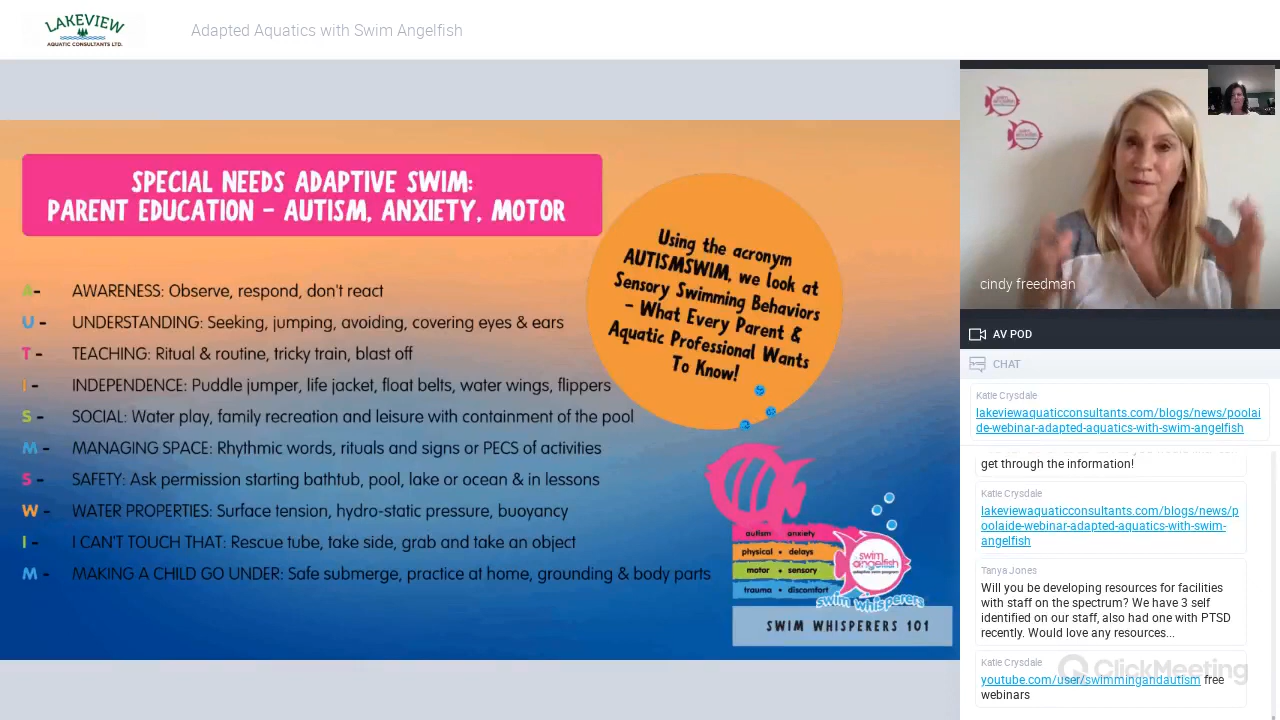 LAKEVIEW
AQUATIC CONSULTANTS LTD.
Adapted Aquatics with Swim Angelfish
SPECIAL NEEDS ADAPTIVE SWIM:
PARENT EDUCATION - AUTISM, ANXIETY, MOTOR
A- AWARENESS: Observe, respond, don't react
U - UNDERSTANDING: Seeking, jumping, avoiding, covering eyes & ears
T - TEACHING: Ritual & routine, tricky train, blast off
I - INDEPENDENCE: Puddle jumper, life jacket, float belts, water wings, flippers
S - SOCIAL: Water play, family recreation and leisure with containment of the pool
M - MANAGING SPACE: Rhythmic words, rituals and signs or PECS of activities
S - SAFETY: Ask permission starting bathtub, pool, lake or ocean & in lessons
W - WATER PROPERTIES: Surface tension, hydro-static pressure, buoyancy
I - I CAN'T TOUCH THAT: Rescue tube, take side, grab and take an object
M - MAKING A CHILD GO UNDER: Safe submerge, practice at home, grounding & body parts
Using the acronym
AUTISMSWIM, we look at
Sensory Swimming Behaviors
- What Every Parent &
Aquatic Professional Wants
To Know!
autism anxiety
physical • delays
motor • sensory
trauma • discomfort
swim
angelfish
adaptive swim program
swim whisperers
SWIM WHISPERERS 101
cindy freedman
AV POD
CHAT
Katie Crysdale
lakeviewaquaticconsultants.com/blogs/news/poolai
de-webinar-adapted-aquatics-with-swim-angelfish
get through the information!
Katie Crysdale
lakeviewaquaticconsultants.com/blogs/news/p
oolaide-webinar-adapted-aquatics-with-swim-
angelfish
Tanya Jones
Will you be developing resources for facilities
with staff on the spectrum? We have 3 self
identified on our staff, also had one with PTSD
recently. Would love any resources...
Katie Crysdale
youtube.com/user/swimmingandautism free
webinars
ClickMeeting